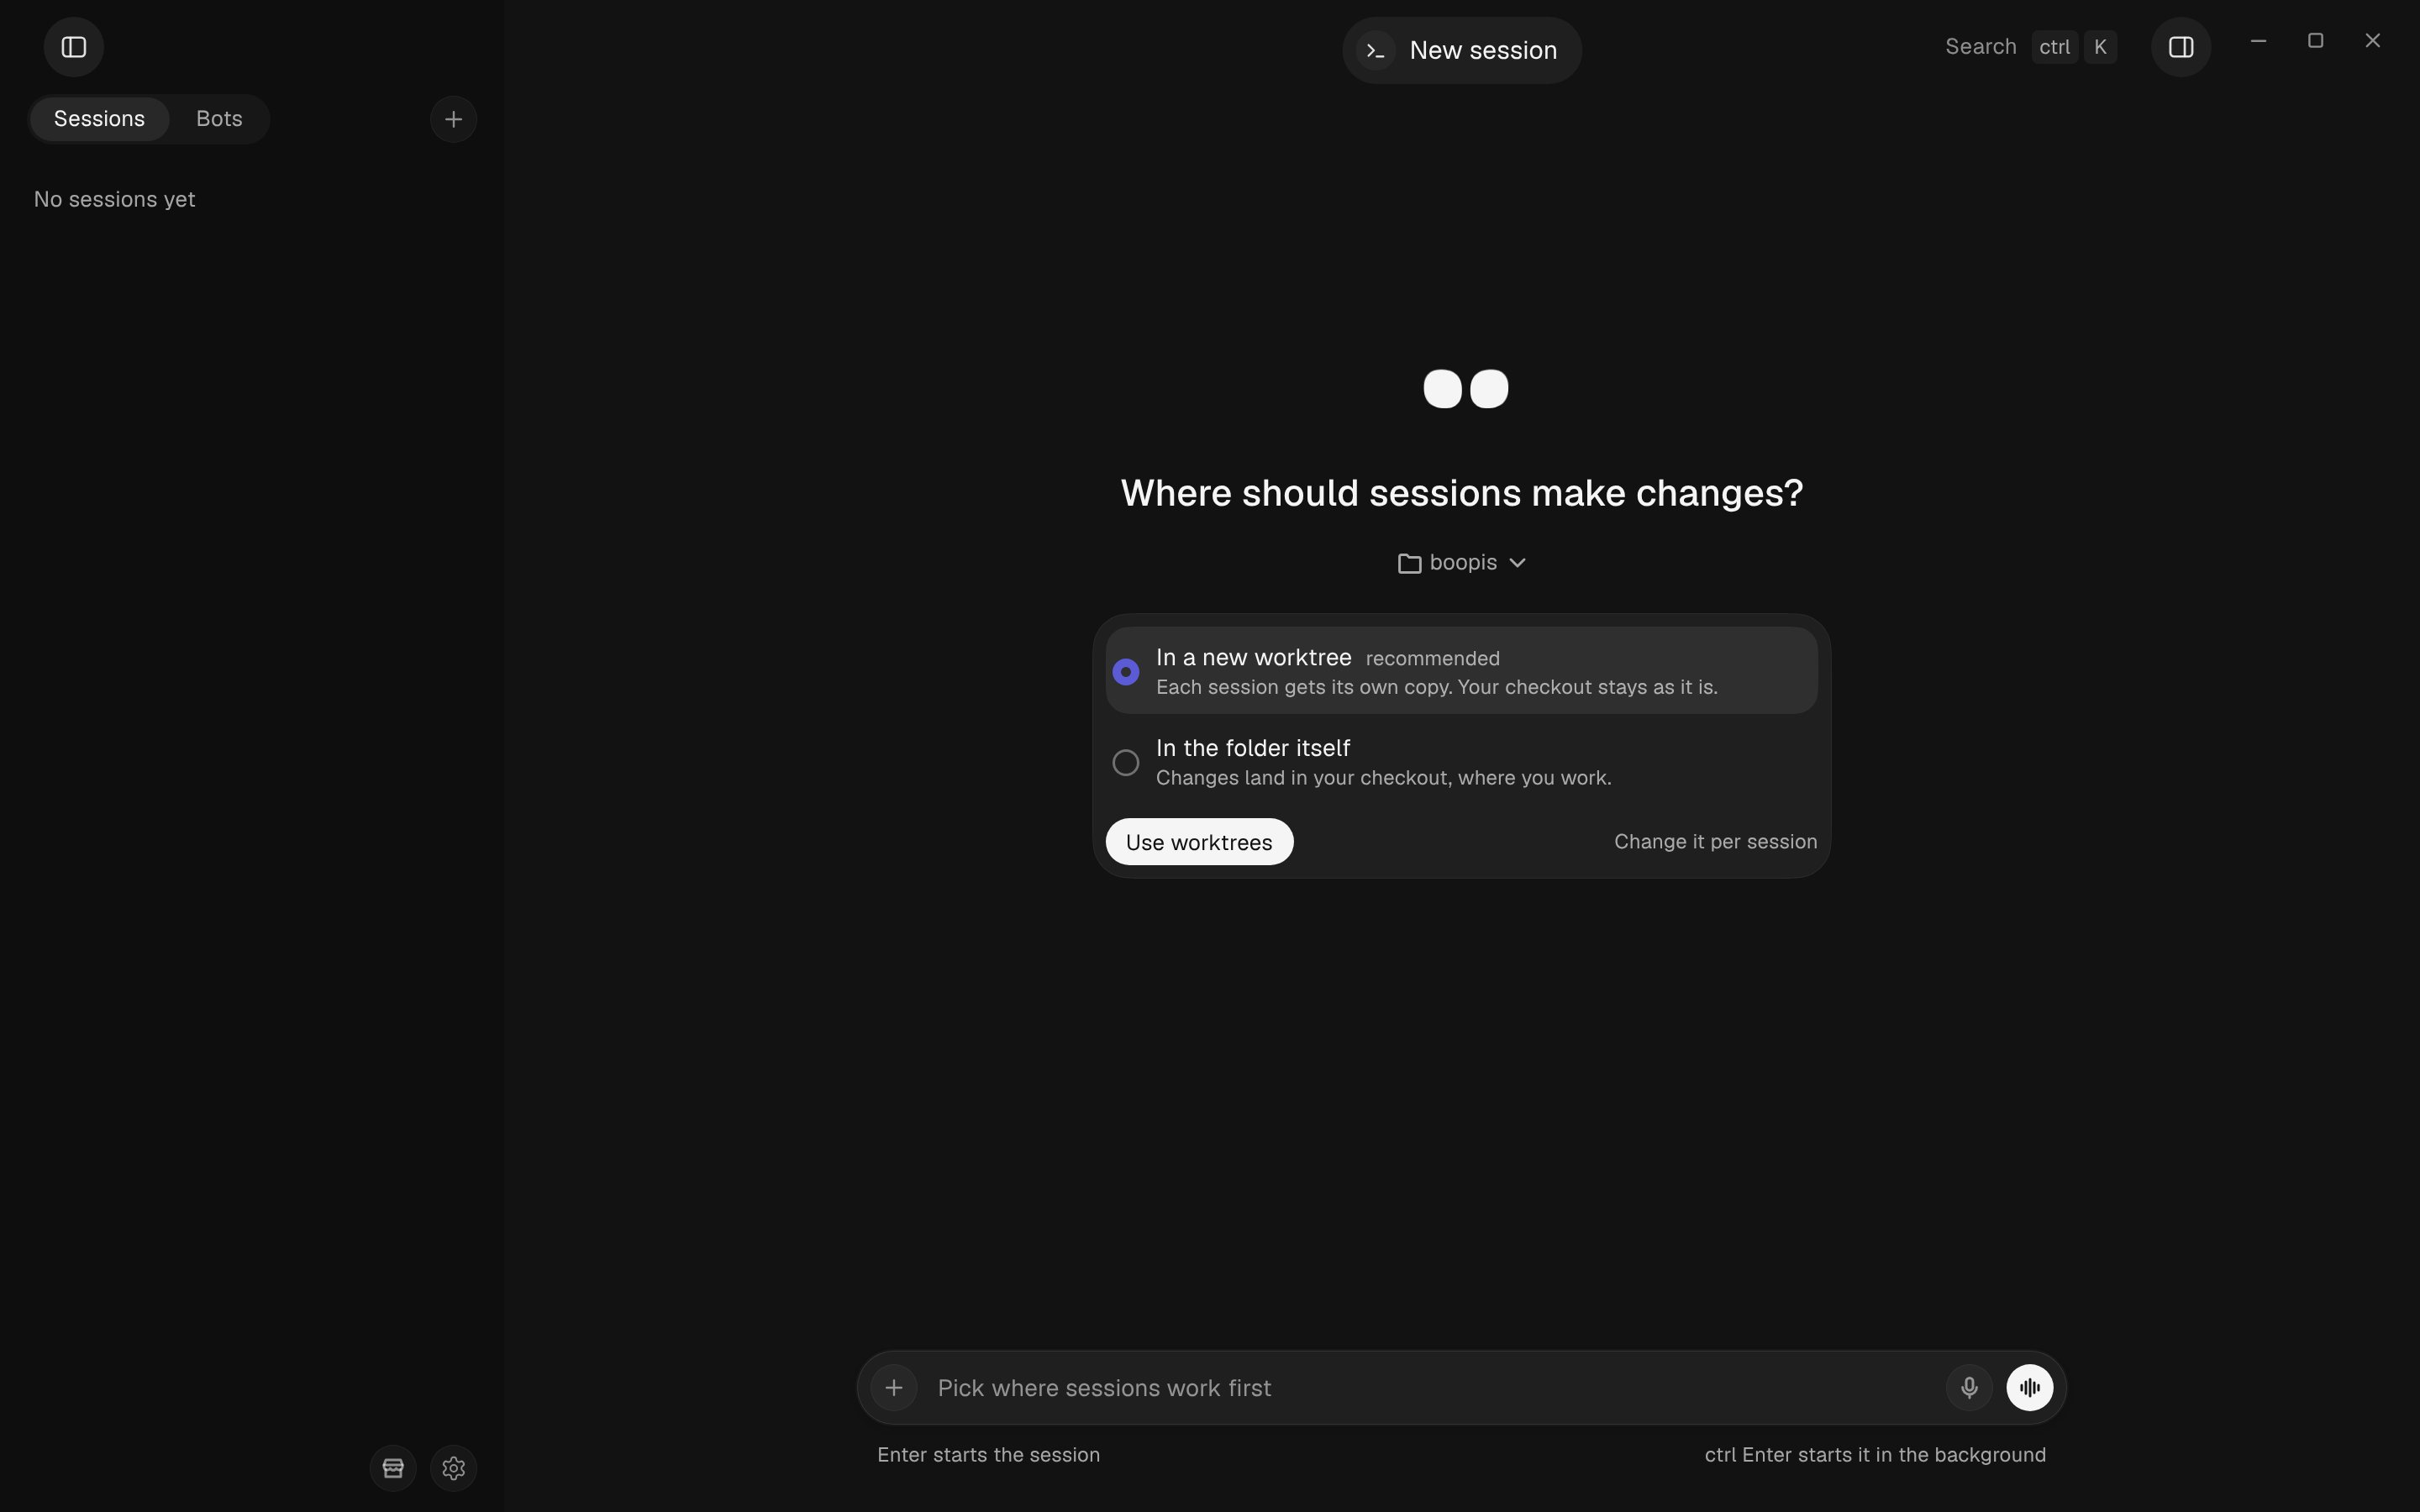 New session
Search ctrl K
Sessions Bots
No sessions yet
Where should sessions make changes?
boopis
In a new worktree recommended
Each session gets its own copy. Your checkout stays as it is.
In the folder itself
Changes land in your checkout, where you work.
Use worktrees Change it per session
Pick where sessions work first
Enter starts the session ctrl Enter starts it in the background